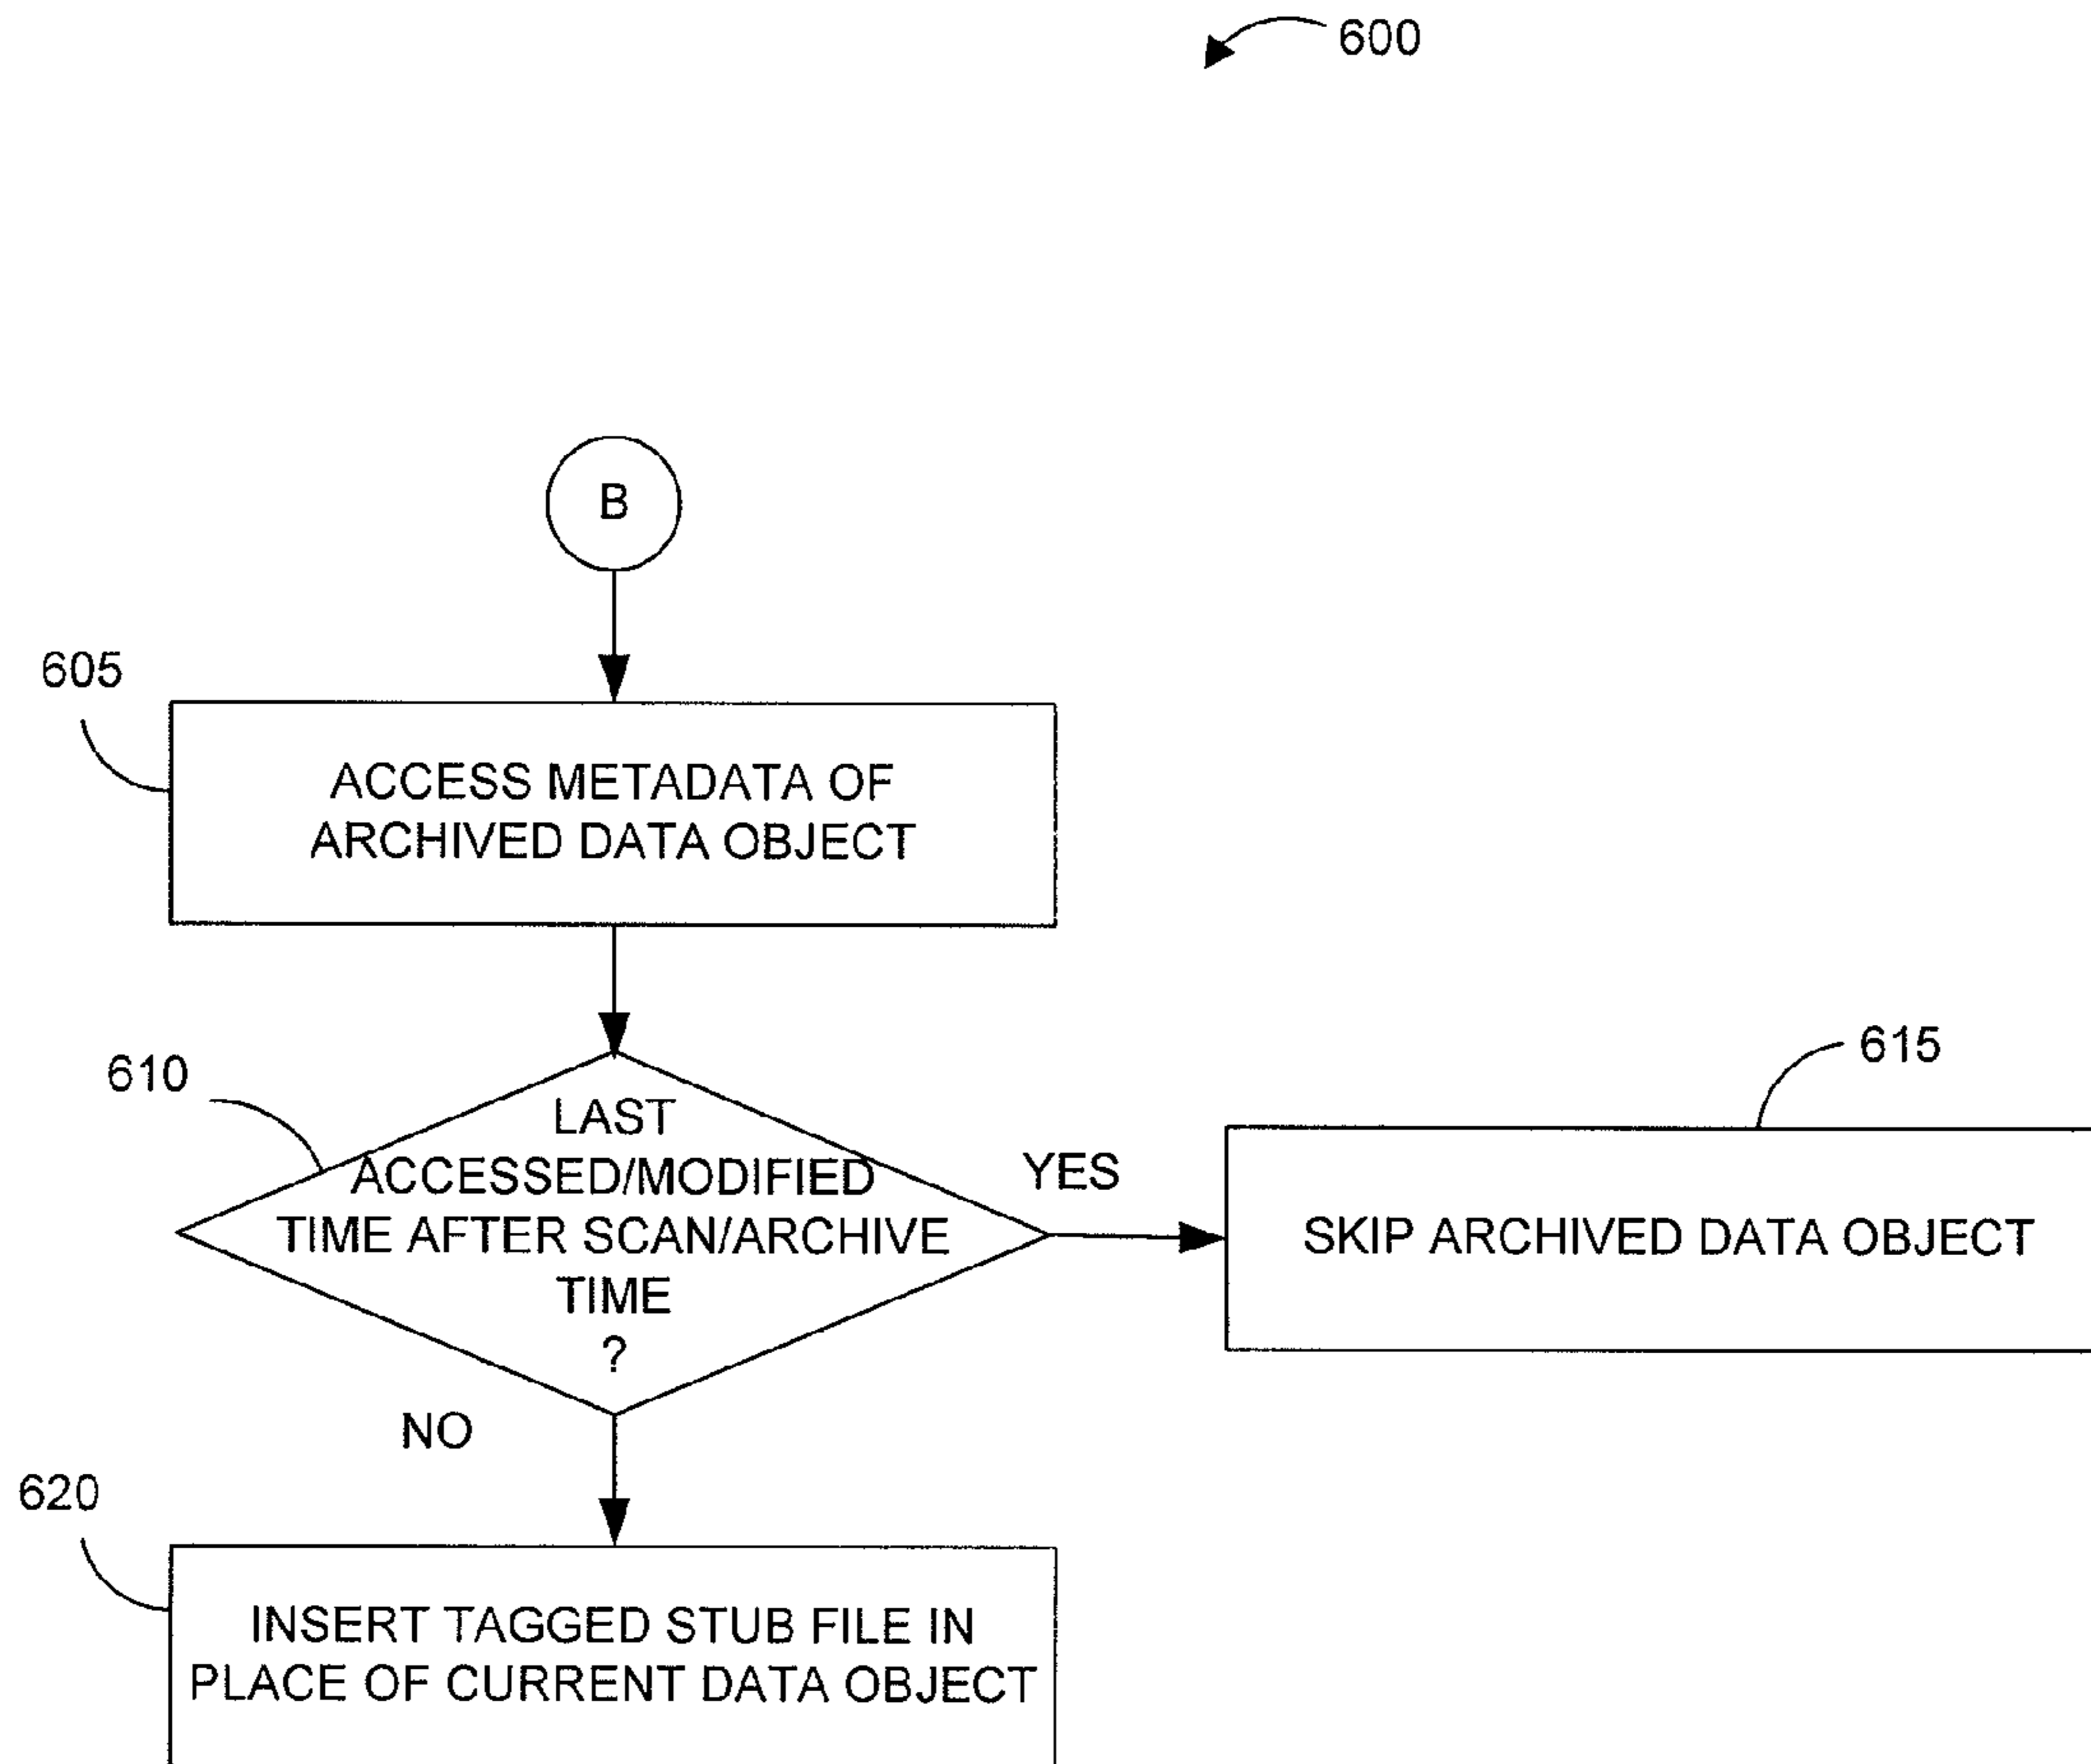 600
B
605
ACCESS METADATA OF
ARCHIVED DATA OBJECT
610
LAST
ACCESSED/MODIFIED
TIME AFTER SCAN/ARCHIVE
TIME
?
YES
615
SKIP ARCHIVED DATA OBJECT
NO
620
INSERT TAGGED STUB FILE IN
PLACE OF CURRENT DATA OBJECT